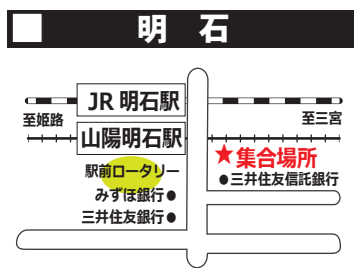 明石
JR 明石駅
至姫路
至三宮
山陽明石駅
★集合場所
駅前ロータリー
●三井住友信託銀行
みずほ銀行●
三井住友銀行●